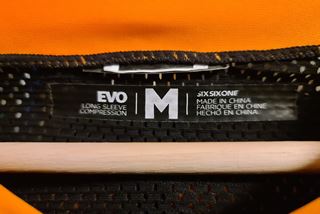 EVO
LONG SLEEVE
COMPRESSION
M
SIXSIXONE
MADE IN CHINA
FABRIQUÉ EN CHINE
HECHO EN CHINA